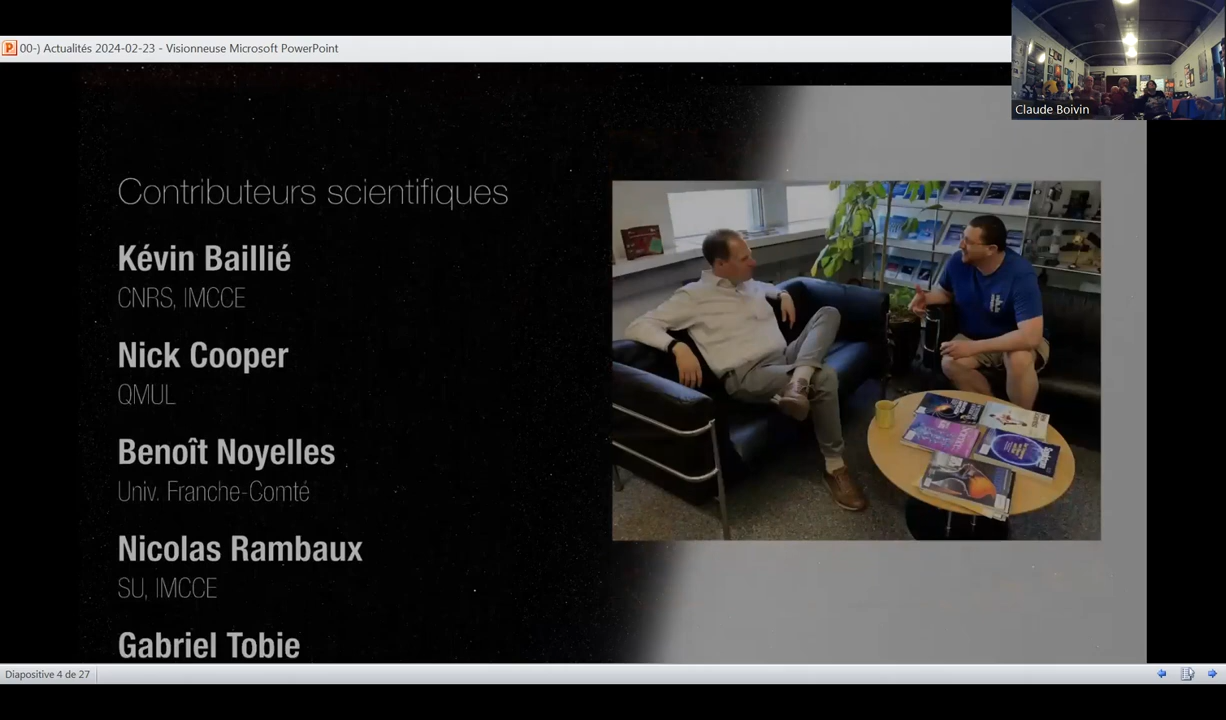 00-) Actualités 2024-02-23 - Visionneuse Microsoft PowerPoint
Claude Boivin
Contributeurs scientifiques
Kévin Baillié
CNRS, IMCCE
Nick Cooper
QMUL
Benoît Noyelles
Univ. Franche-Comté
Nicolas Rambaux
SU, IMCCE
Gabriel Tobie
Diapositive 4 de 27